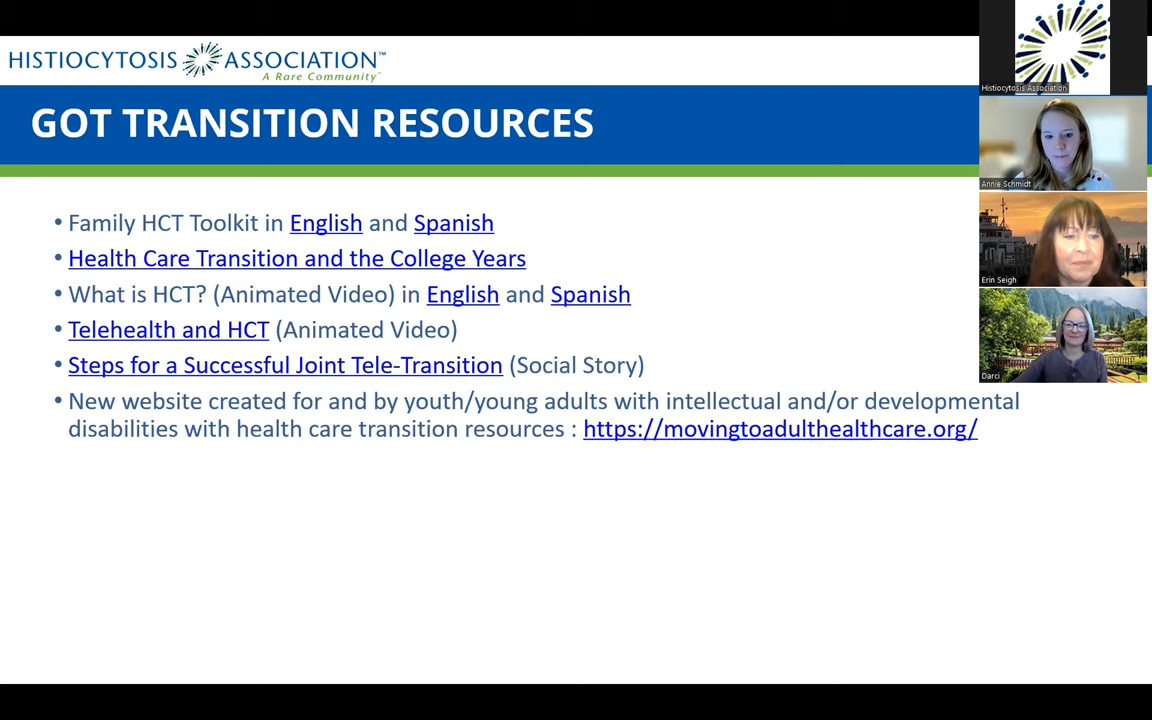 HISTIOCYTOSIS ASSOCIATION™
A Rare Community™
GOT TRANSITION RESOURCES
• Family HCT Toolkit in English and Spanish
• Health Care Transition and the College Years
• What is HCT? (Animated Video) in English and Spanish
• Telehealth and HCT (Animated Video)
• Steps for a Successful Joint Tele-Transition (Social Story)
• New website created for and by youth/young adults with intellectual and/or developmental
disabilities with health care transition resources : https://movingtoadulthealthcare.org/
Histiocytosis Association
Annie Schmidt
Erin Seigh
Darci